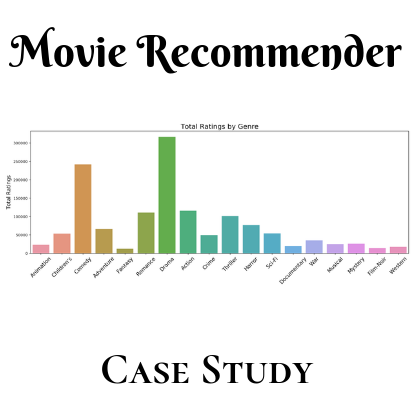 Movie Recommender
Total Ratings by Genre
Total Ratings
300000
250000
200000
150000
100000
50000
0
Animation
Children's
Comedy
Adventure
Fantasy
Romance
Drama
Action
Crime
Thriller
Horror
Sci-Fi
Documentary
War
Musical
Mystery
Film-Noir
Western
Case Study